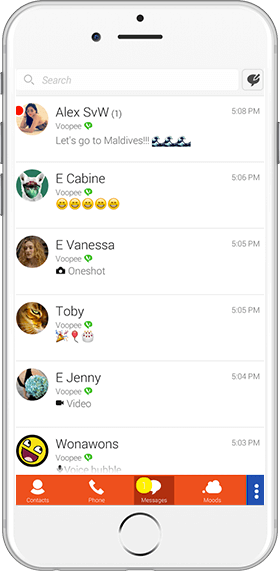 Search
Alex SvW (1) 5:08 PM
Voopee
Let's go to Maldives!!! 🌊🌊🌊
E Cabine 5:06 PM
Voopee
😄😄😄😄😄
E Vanessa 5:05 PM
Voopee
Oneshot
Toby 5:05 PM
Voopee
🎉🎈🎂
E Jenny 5:04 PM
Voopee
Video
Wonawons 5:03 PM
Voopee
Voice bubble
Contacts Phone Messages Moods